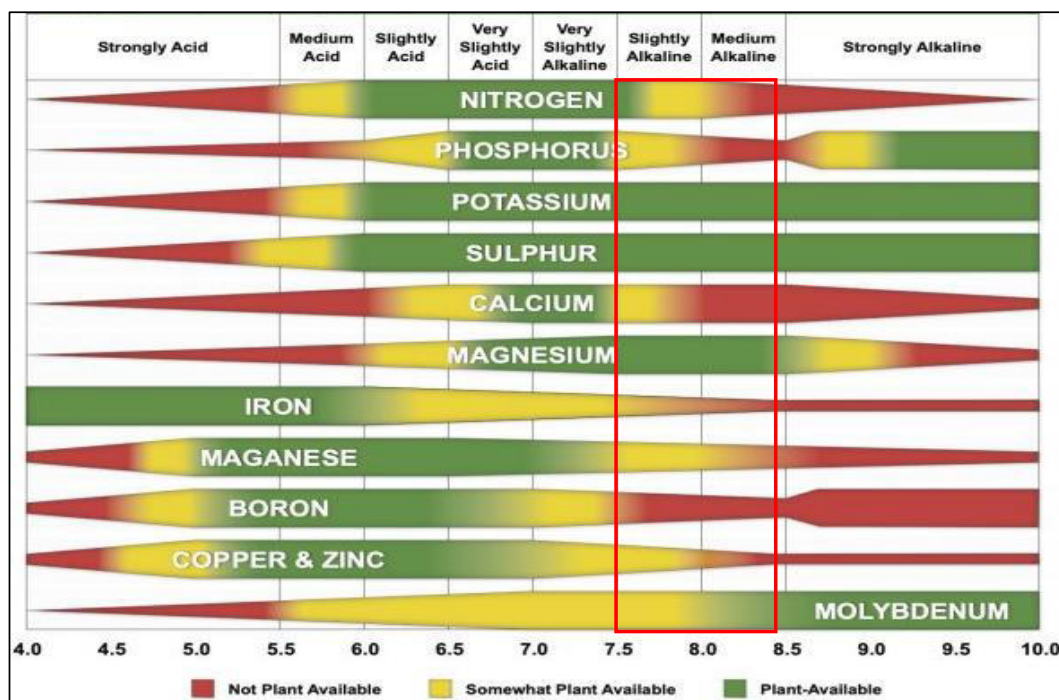 Strongly Acid
Medium
Acid
Slightly
Acid
Very
Slightly
Acid
Very
Slightly
Alkaline
Slightly
Alkaline
Medium
Alkaline
Strongly Alkaline
NITROGEN
PHOSPHORUS
POTASSIUM
SULPHUR
CALCIUM
MAGNESIUM
IRON
MAGANESE
BORON
COPPER & ZINC
MOLYBDENUM
4.0 4.5 5.0 5.5 6.0 6.5 7.0 7.5 8.0 8.5 9.0 9.5 10.0
Not Plant Available Somewhat Plant Available Plant-Available